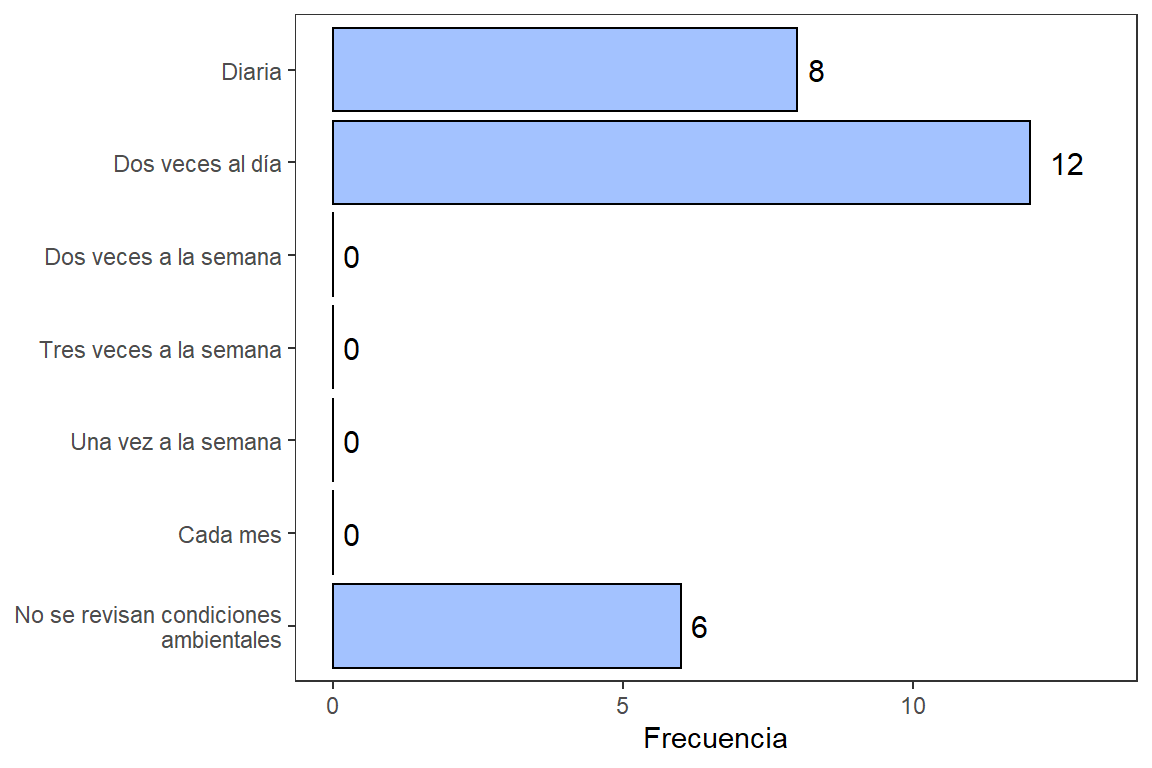 Diaria
8
Dos veces al día
12
Dos veces a la semana
0
Tres veces a la semana
0
Una vez a la semana
0
Cada mes
0
No se revisan condiciones
ambientales
6
0
5
10
Frecuencia